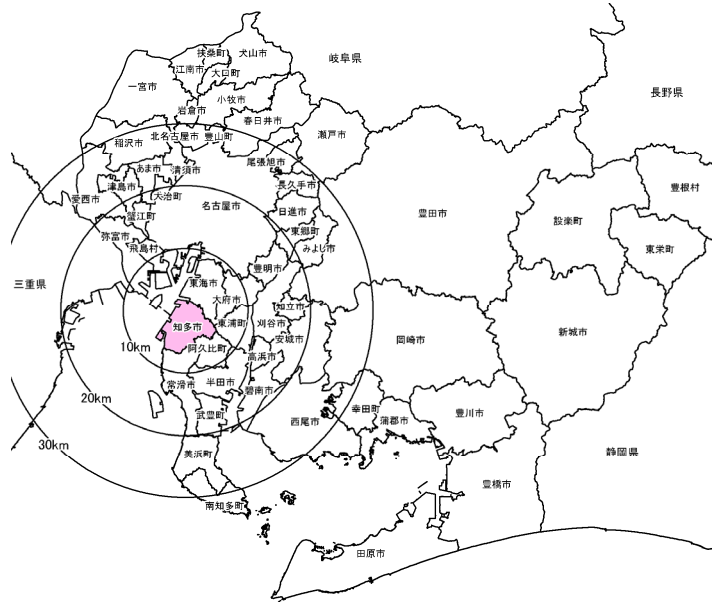 扶桑町
犬山市
岐阜県
江南市
大口町
一宮市
小牧市
長野県
岩倉市
春日井市
北名古屋市
豊山町
瀬戸市
稲沢市
尾張旭市
あま市
清須市
津島市
長久手市
豊根村
愛西市
大治町
名古屋市
日進市
豊田市
設楽町
蟹江町
東郷町
弥富市
飛島村
みよし市
東栄町
豊明市
三重県
東海市
大府市
知立市
知多市
東浦町
刈谷市
岡崎市
新城市
10km
阿久比町
安城市
高浜市
常滑市
半田市
碧南市
20km
武豊町
西尾市
幸田町
蒲郡市
豊川市
30km
美浜町
静岡県
豊橋市
南知多町
田原市